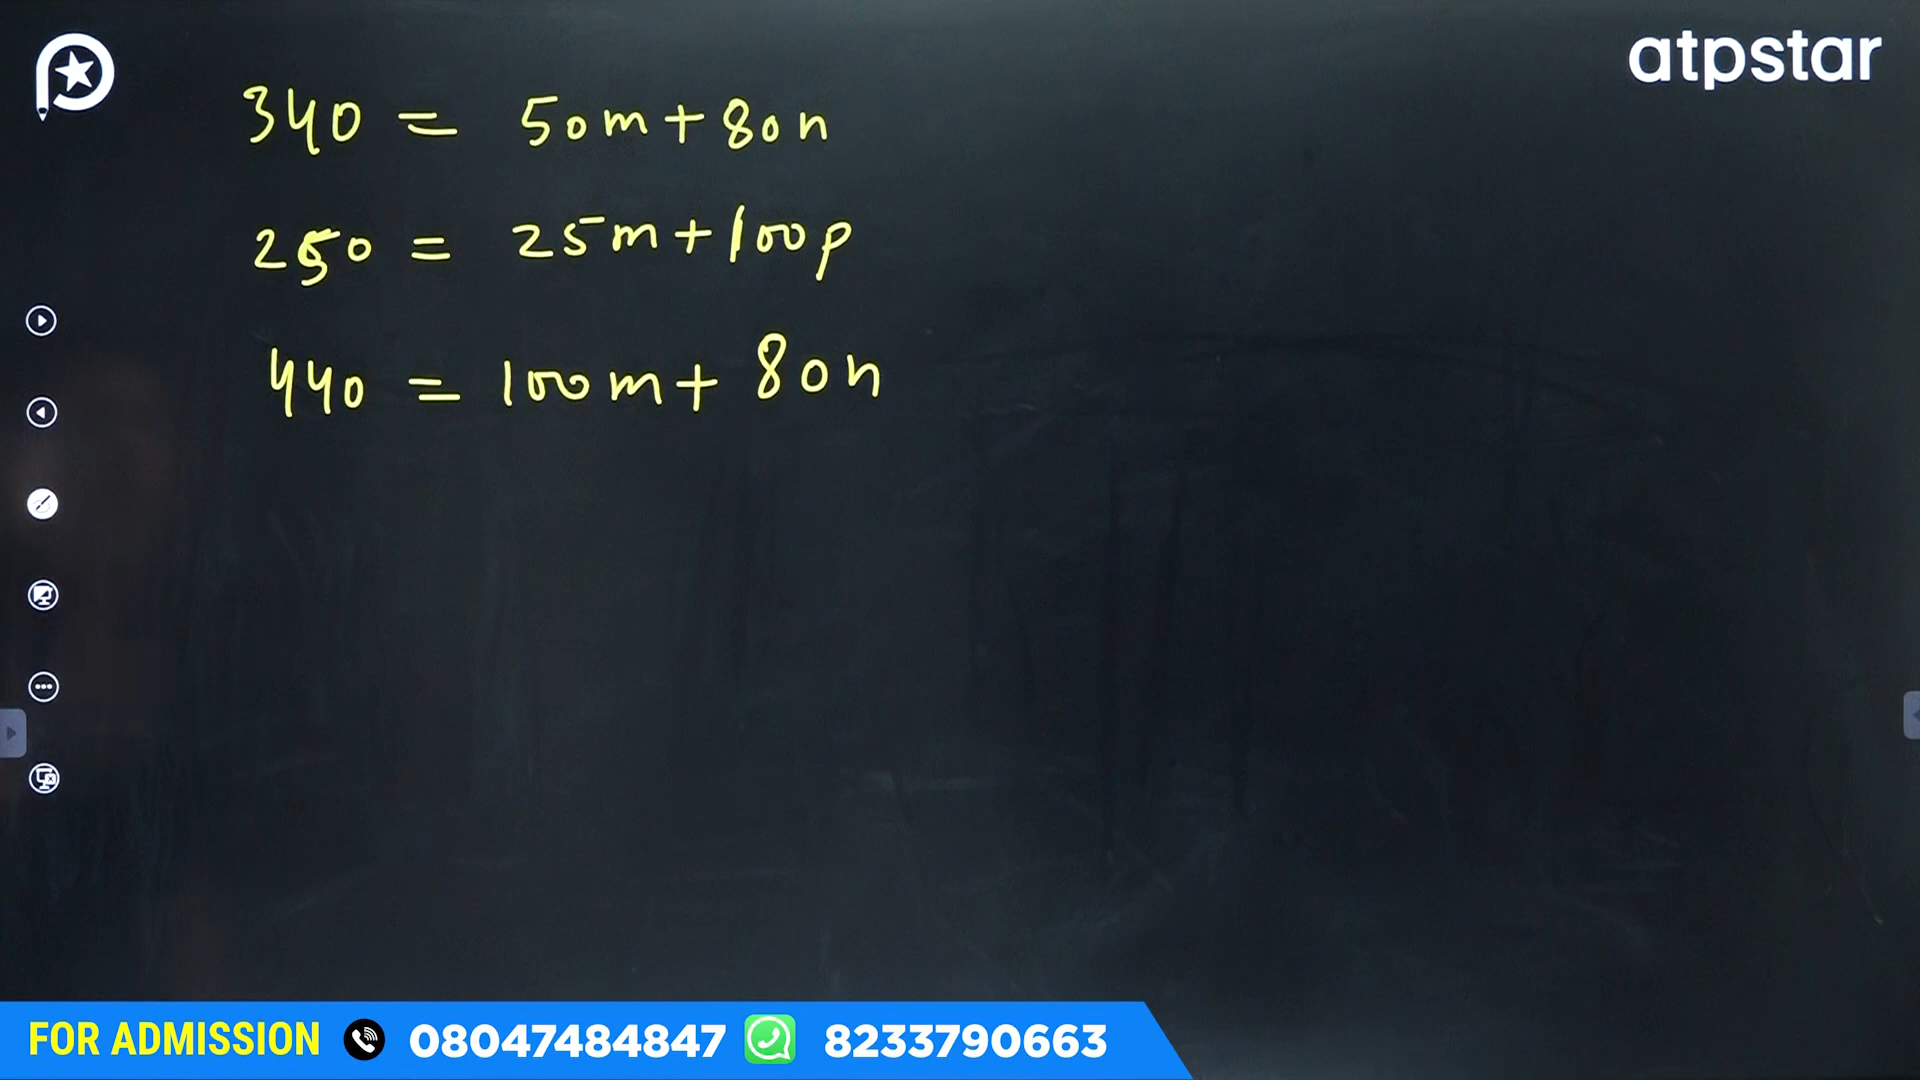 atpstar
340 = 50m + 80n
250 = 25m + 100p
440 = 100m + 80n
FOR ADMISSION 08047484847 8233790663